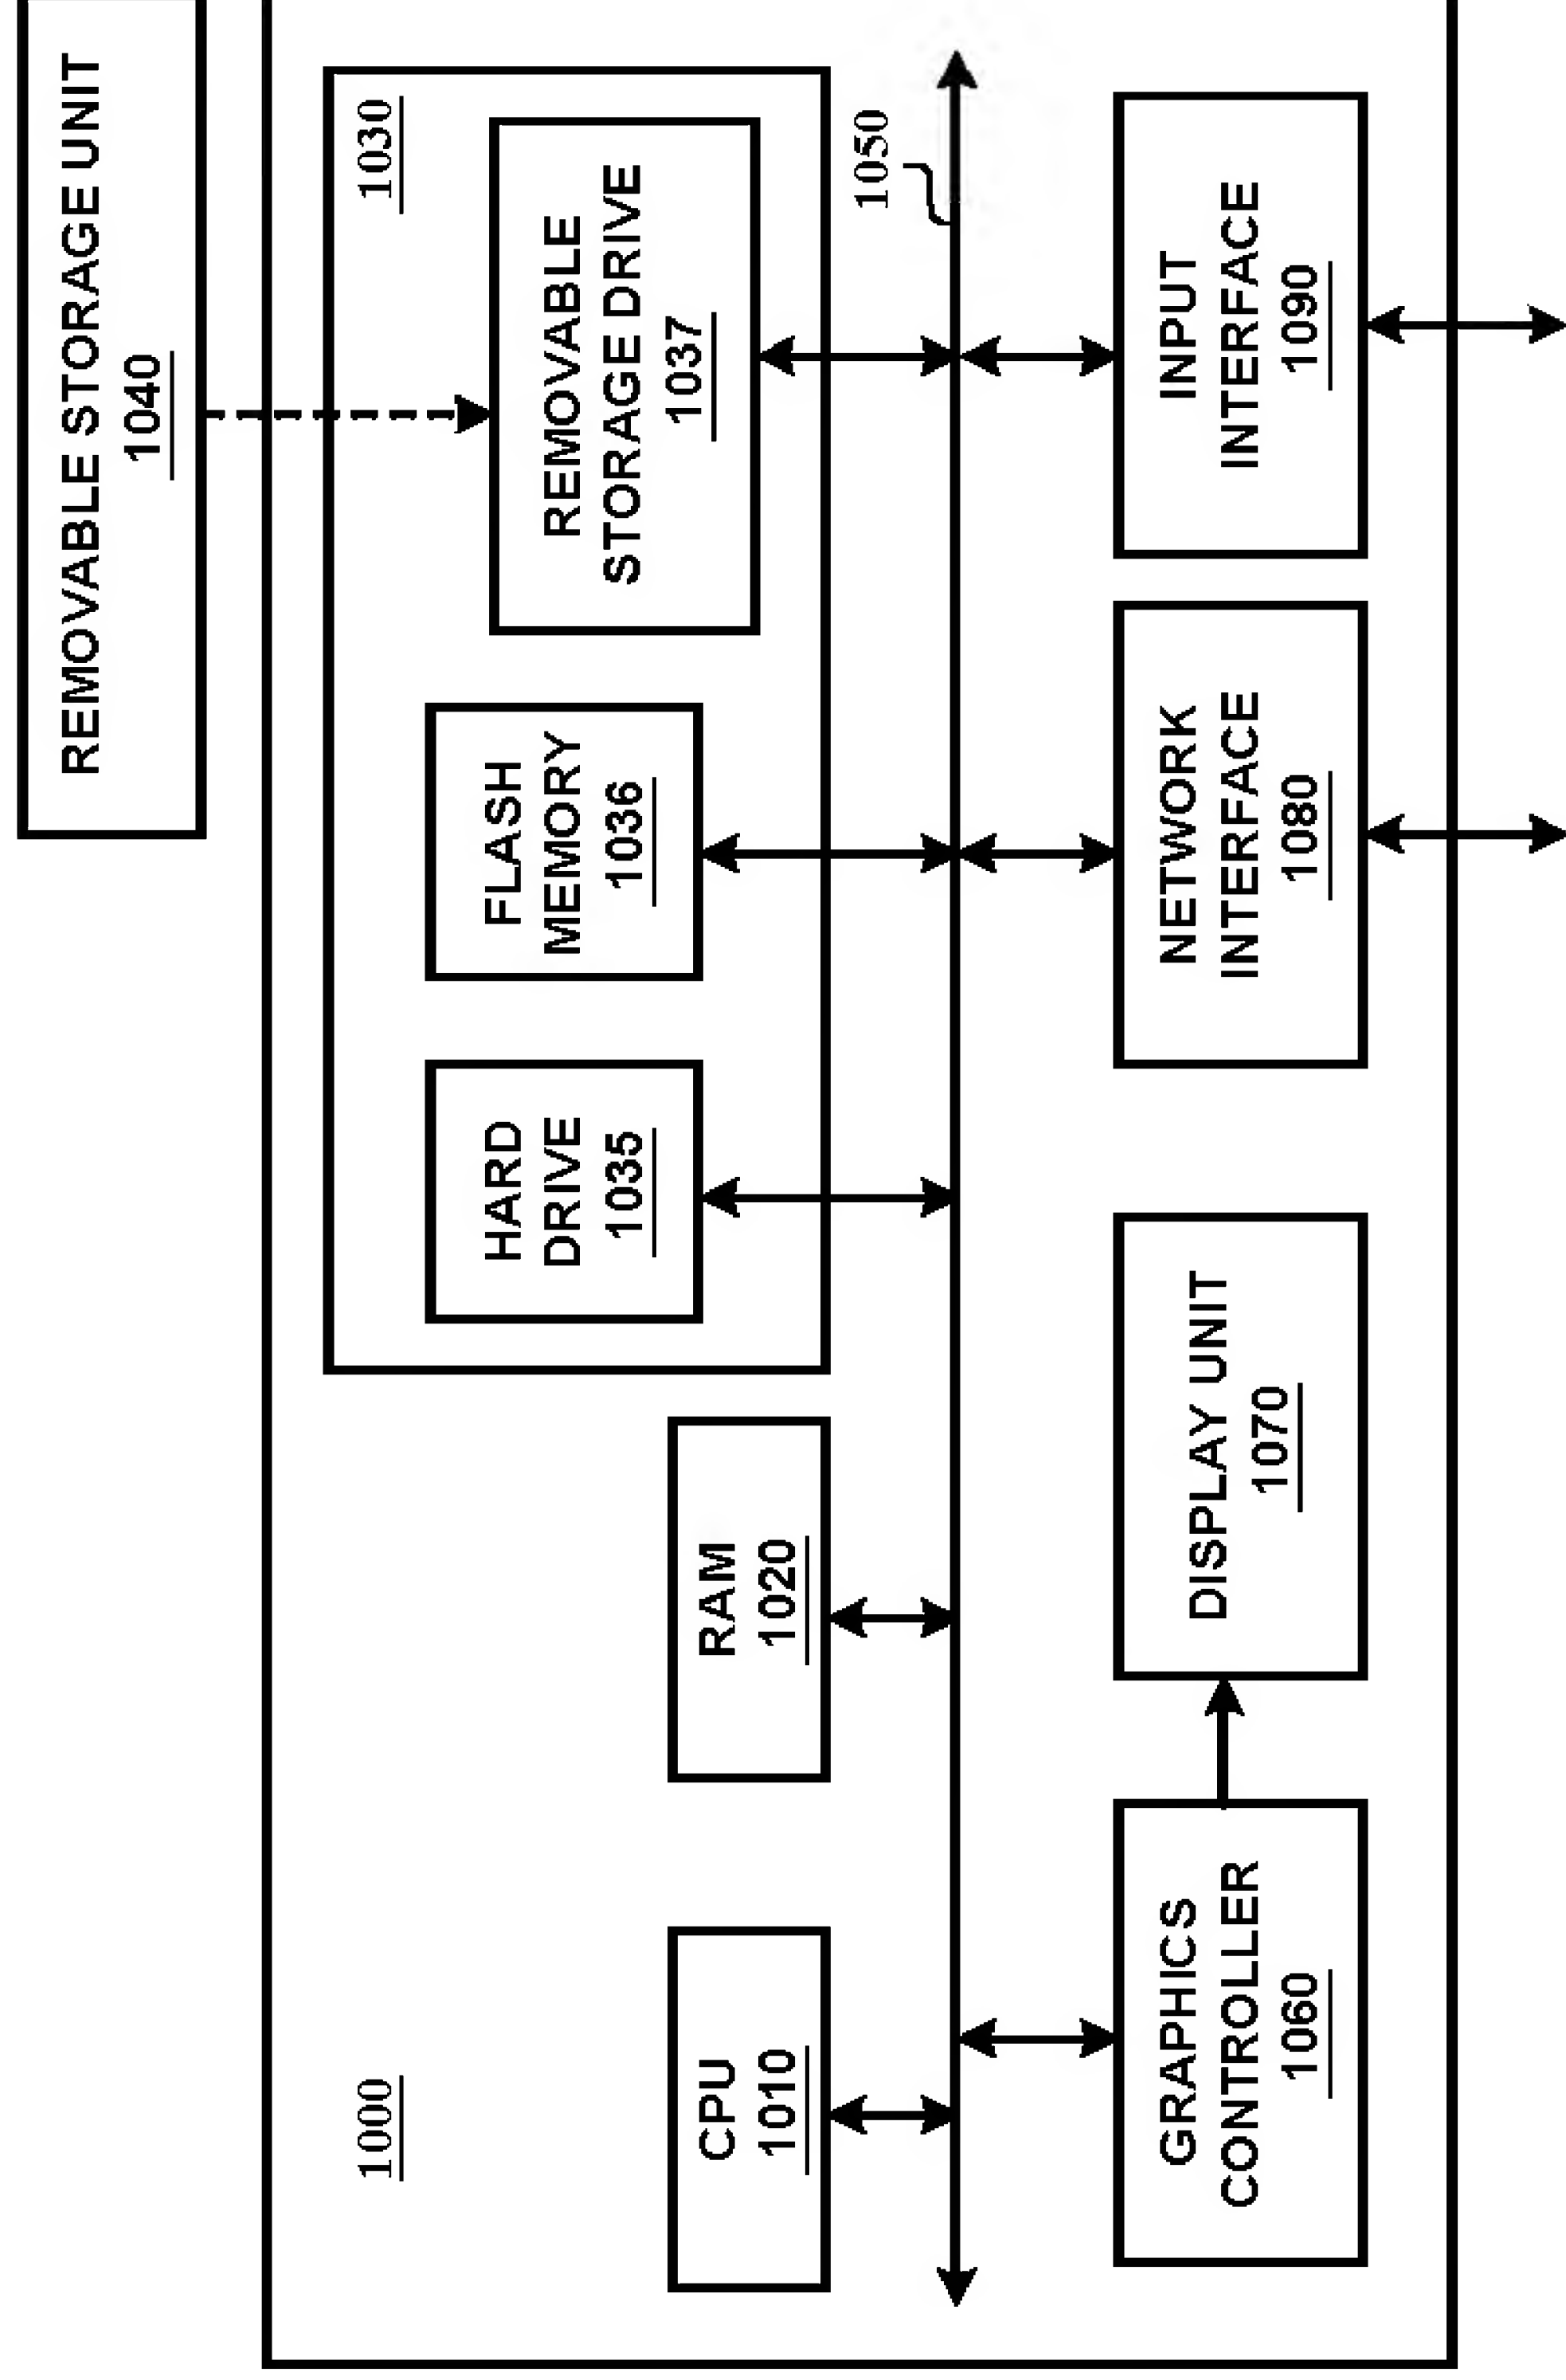 REMOVABLE STORAGE UNIT
1040
1000
1030
HARD
DRIVE
1035
FLASH
MEMORY
1036
REMOVABLE
STORAGE DRIVE
1037
CPU
1010
RAM
1020
1050
GRAPHICS
CONTROLLER
1060
DISPLAY UNIT
1070
NETWORK
INTERFACE
1080
INPUT
INTERFACE
1090